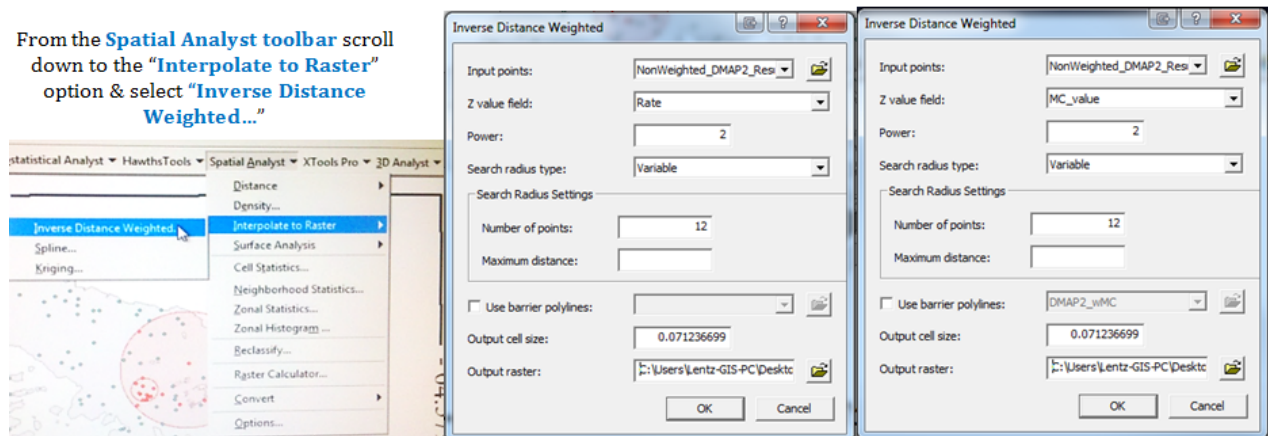 From the Spatial Analyst toolbar scroll
down to the “Interpolate to Raster”
option & select “Inverse Distance
Weighted...”
statistical Analyst HawthsTools Spatial Analyst XTools Pro 3D Analyst
Distance
Density...
Interpolate to Raster
Surface Analysis
Cell Statistics...
Neighborhood Statistics...
Zonal Statistics...
Zonal Histogram ...
Reclassify...
Raster Calculator...
Convert
Options...
Inverse Distance Weighted...
Spline...
Kriging...
Inverse Distance Weighted
Input points: NonWeighted_DMAP2_Resu
Z value field: Rate
Power: 2
Search radius type: Variable
Search Radius Settings
Number of points: 12
Maximum distance:
Use barrier polylines:
Output cell size: 0.071236699
Output raster: C:\Users\Lentz-GIS-PC\Deskto
OK Cancel
Inverse Distance Weighted
Input points: NonWeighted_DMAP2_Resu
Z value field: MC_value
Power: 2
Search radius type: Variable
Search Radius Settings
Number of points: 12
Maximum distance:
Use barrier polylines: DMAP2_wMC
Output cell size: 0.071236699
Output raster: C:\Users\Lentz-GIS-PC\Deskto
OK Cancel